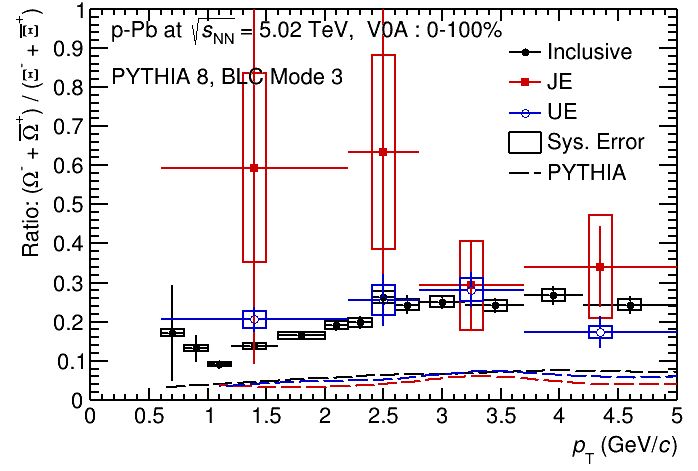 p-Pb at √s_NN = 5.02 TeV, V0A : 0-100%
PYTHIA 8, BLC Mode 3
Inclusive
JE
UE
Sys. Error
PYTHIA
Ratio: (Ω⁻ + Ω̅⁺) / (Ξ⁻ + Ξ̅⁺)
1
0.9
0.8
0.7
0.6
0.5
0.4
0.3
0.2
0.1
0
0 0.5 1 1.5 2 2.5 3 3.5 4 4.5 5
p_T (GeV/c)